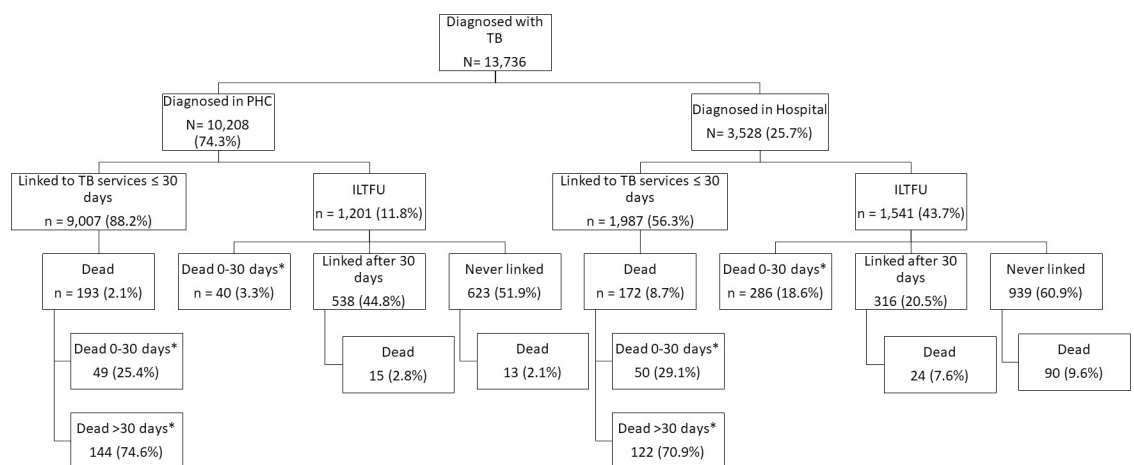 Diagnosed with
TB
N= 13,736
Diagnosed in PHC
N= 10,208
(74.3%)
Diagnosed in Hospital
N= 3,528 (25.7%)
Linked to TB services ≤ 30
days
n = 9,007 (88.2%)
ILTFU
n = 1,201 (11.8%)
Linked to TB services ≤ 30
days
n = 1,987 (56.3%)
ILTFU
n = 1,541 (43.7%)
Dead
n = 193 (2.1%)
Dead 0-30 days*
n = 40 (3.3%)
Linked after 30
days
538 (44.8%)
Never linked
623 (51.9%)
Dead
n = 172 (8.7%)
Dead 0-30 days*
n = 286 (18.6%)
Linked after 30
days
316 (20.5%)
Never linked
939 (60.9%)
Dead 0-30 days*
49 (25.4%)
Dead
15 (2.8%)
Dead
13 (2.1%)
Dead 0-30 days*
50 (29.1%)
Dead
24 (7.6%)
Dead
90 (9.6%)
Dead >30 days*
144 (74.6%)
Dead >30 days*
122 (70.9%)